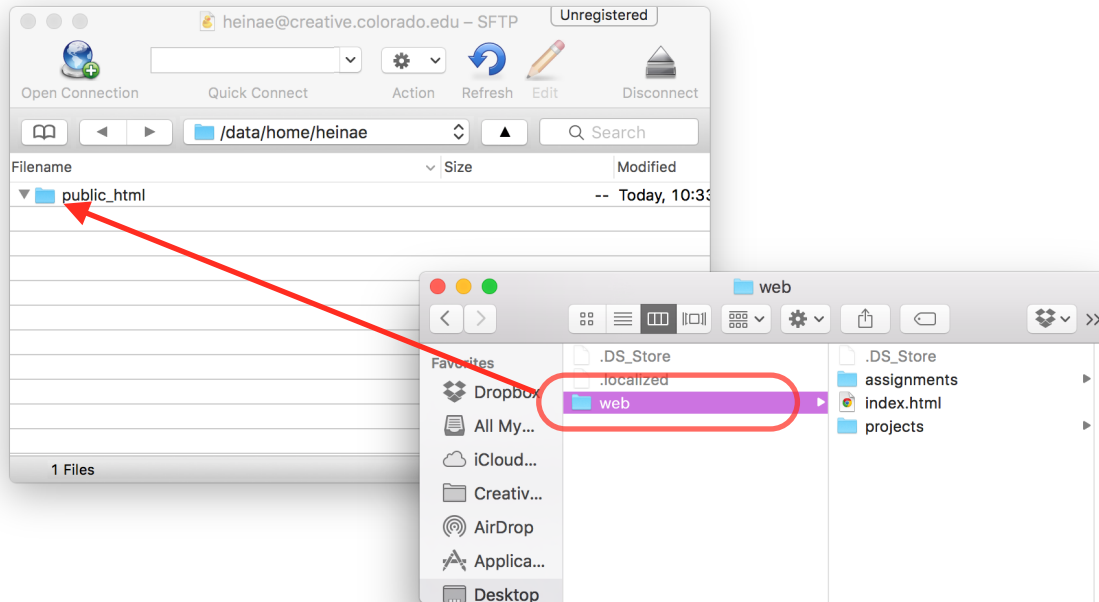 heinae@creative.colorado.edu – SFTP
Unregistered
Open Connection
Quick Connect
Action
Refresh
Edit
Disconnect
/data/home/heinae
Search
Filename
Size
Modified
public_html
--
Today, 10:33
1 Files
web
Favorites
Dropbox
All My...
iCloud...
Creativ...
AirDrop
Applica...
Desktop
.DS_Store
.localized
web
.DS_Store
assignments
index.html
projects